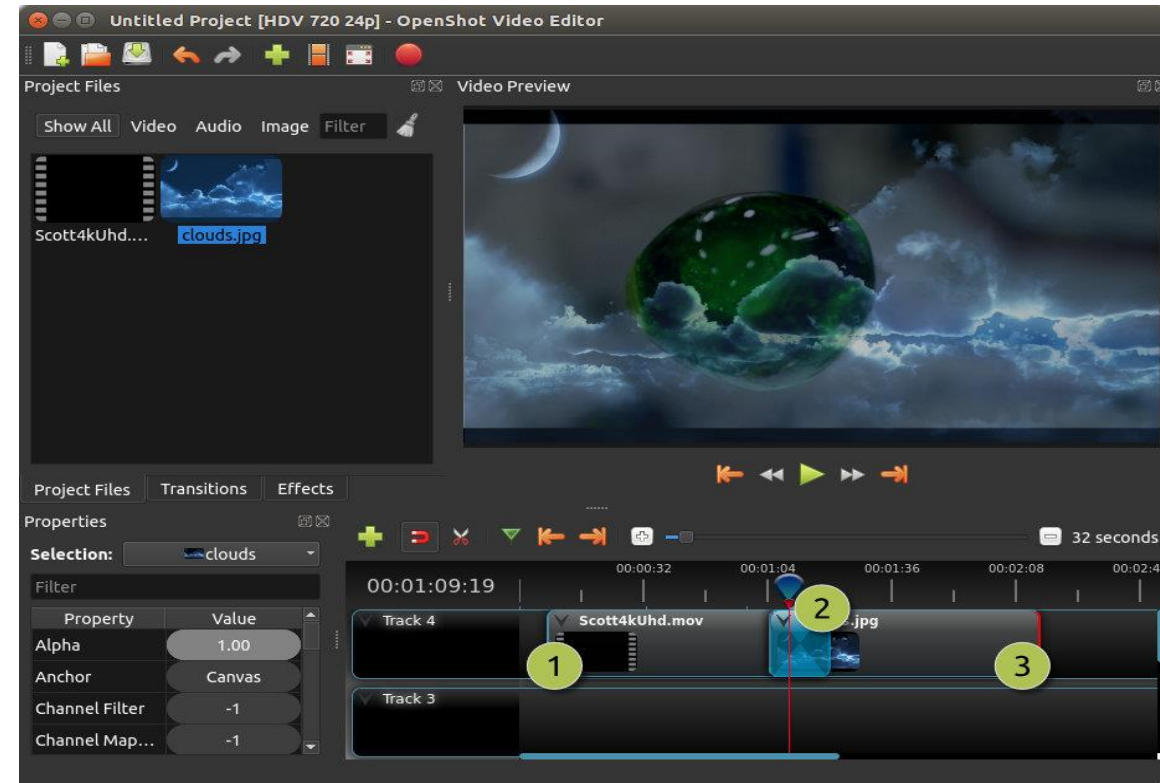 Untitled Project [HDV 720 24p] - OpenShot Video Editor
Project Files
Video Preview
Show All Video Audio Image Filter
Scott4kUhd.... clouds.jpg
Project Files Transitions Effects
Properties
Selection: clouds
Filter
Property Value
Alpha 1.00
Anchor Canvas
Channel Filter -1
Channel Map... -1
32 seconds
00:01:09:19
00:00:32 00:01:04 00:01:36 00:02:08 00:02:4
Track 4 Scott4kUhd.mov .jpg
1 2 3
Track 3